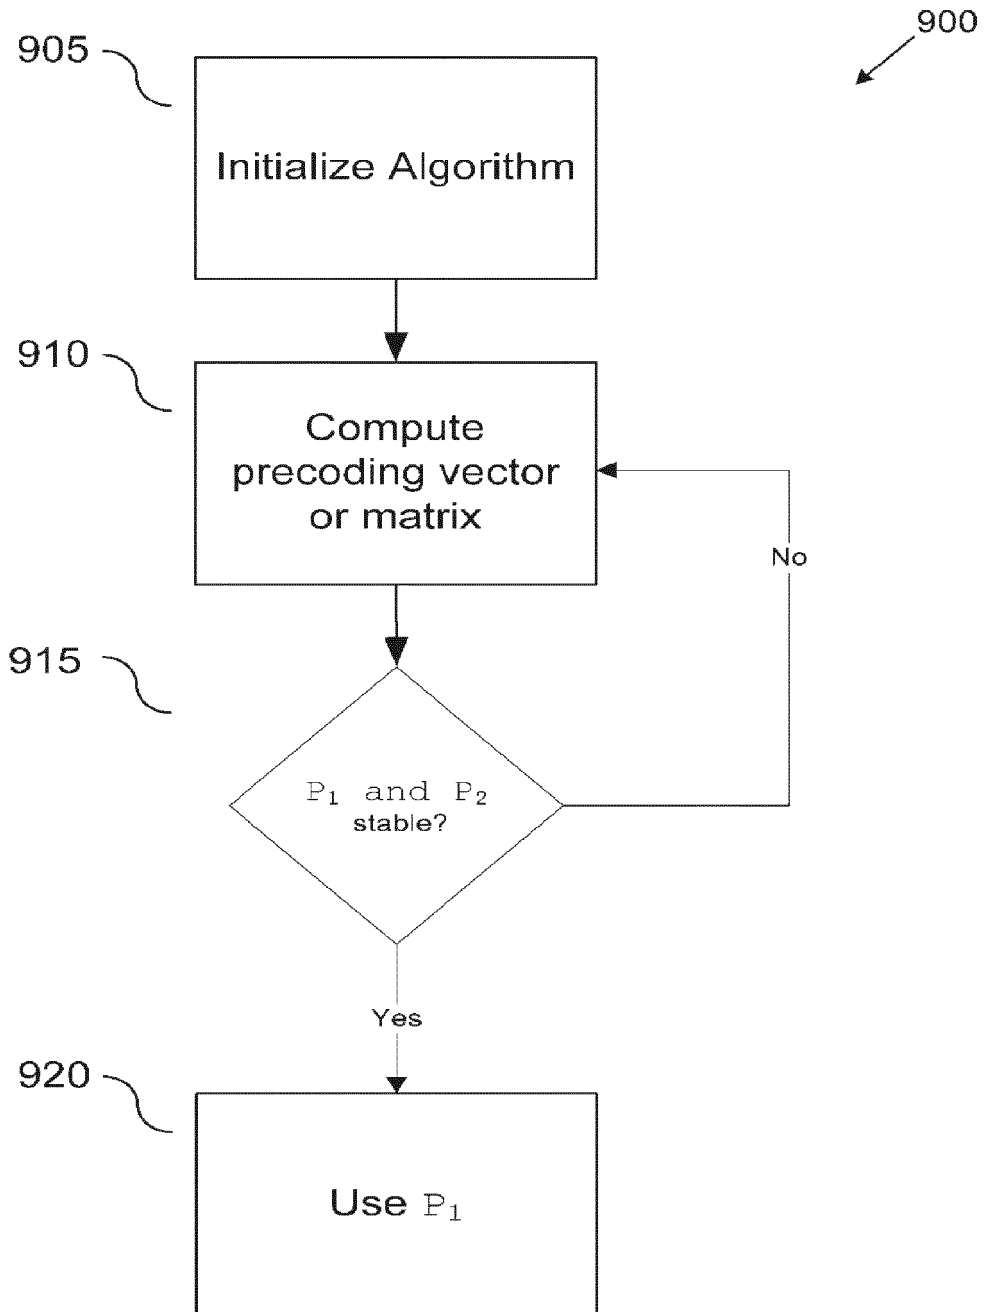 900
905
Initialize Algorithm
910
Compute
precoding vector
or matrix
No
915
P₁ and P₂
stable?
Yes
920
Use P₁